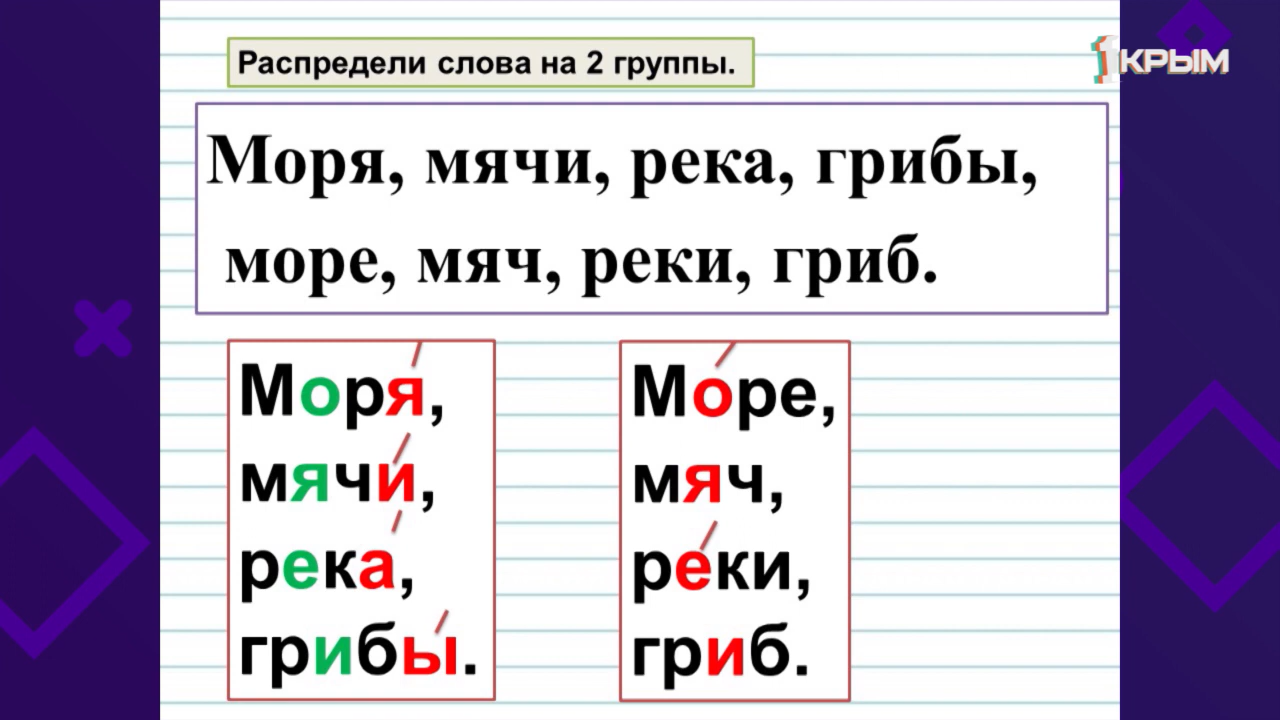 Распредели слова на 2 группы.
1КРЫМ
Моря, мячи, река, грибы,
море, мяч, реки, гриб.
Моря,
мячи,
река,
грибы.
Море,
мяч,
реки,
гриб.